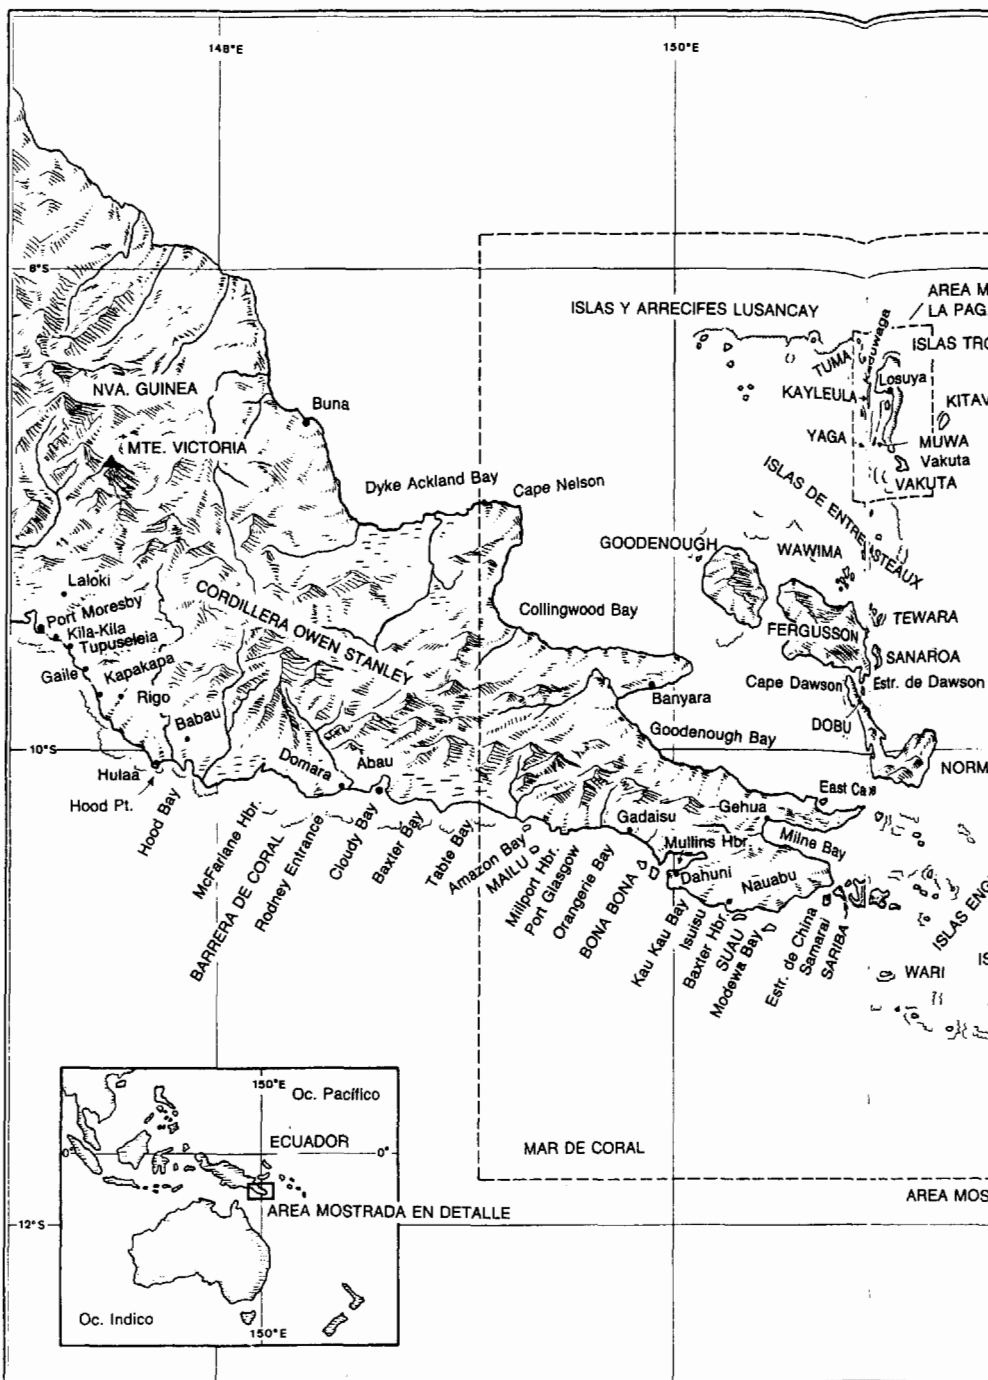 148°E
150°E
8°S
AREA M
LA PAG
ISLAS Y ARRECIFES LUSANCAY
ISLAS TRO
TUMA
KAYLEULA
Losuya
KITAV
YAGA
MUWA
Vakuta
VAKUTA
NVA. GUINEA
Buna
MTE. VICTORIA
Dyke Ackland Bay
Cape Nelson
ISLAS DE ENTRECASTEAUX
GOODENOUGH
WAWIMA
Laloki
Port Moresby
Kila-Kila
Tupuseleia
Gaile
Kapakapa
Rigo
Babau
CORDILLERA OWEN STANLEY
Collingwood Bay
FERGUSSON
TEWARA
SANAROA
Cape Dawson
Estr. de Dawson
DOBU
Banyara
10°S
Goodenough Bay
NORM
Hulaa
Hood Pt.
Domara
Abau
East Ca
Gehua
Gadaisu
Mullins Hbr
Milne Bay
Dahuni
Nauabu
Hood Bay
McFarlane Hbr.
BARRERA DE CORAL
Rodney Entrance
Cloudy Bay
Baxter Bay
Table Bay
Amazon Bay
MAILU
Millport Hbr.
Port Glasgow
Orangerie Bay
BONA BONA
Kau Kau Bay
Isuisu
Baxter Hbr.
SUAU
Modewa Bay
Estr. de China
Samarai
SARIBA
ISLAS ENG
IS
WARI
150°E
Oc. Pacífico
ECUADOR
0°
0°
AREA MOSTRADA EN DETALLE
Oc. Indico
150°E
MAR DE CORAL
AREA MOS
12°S